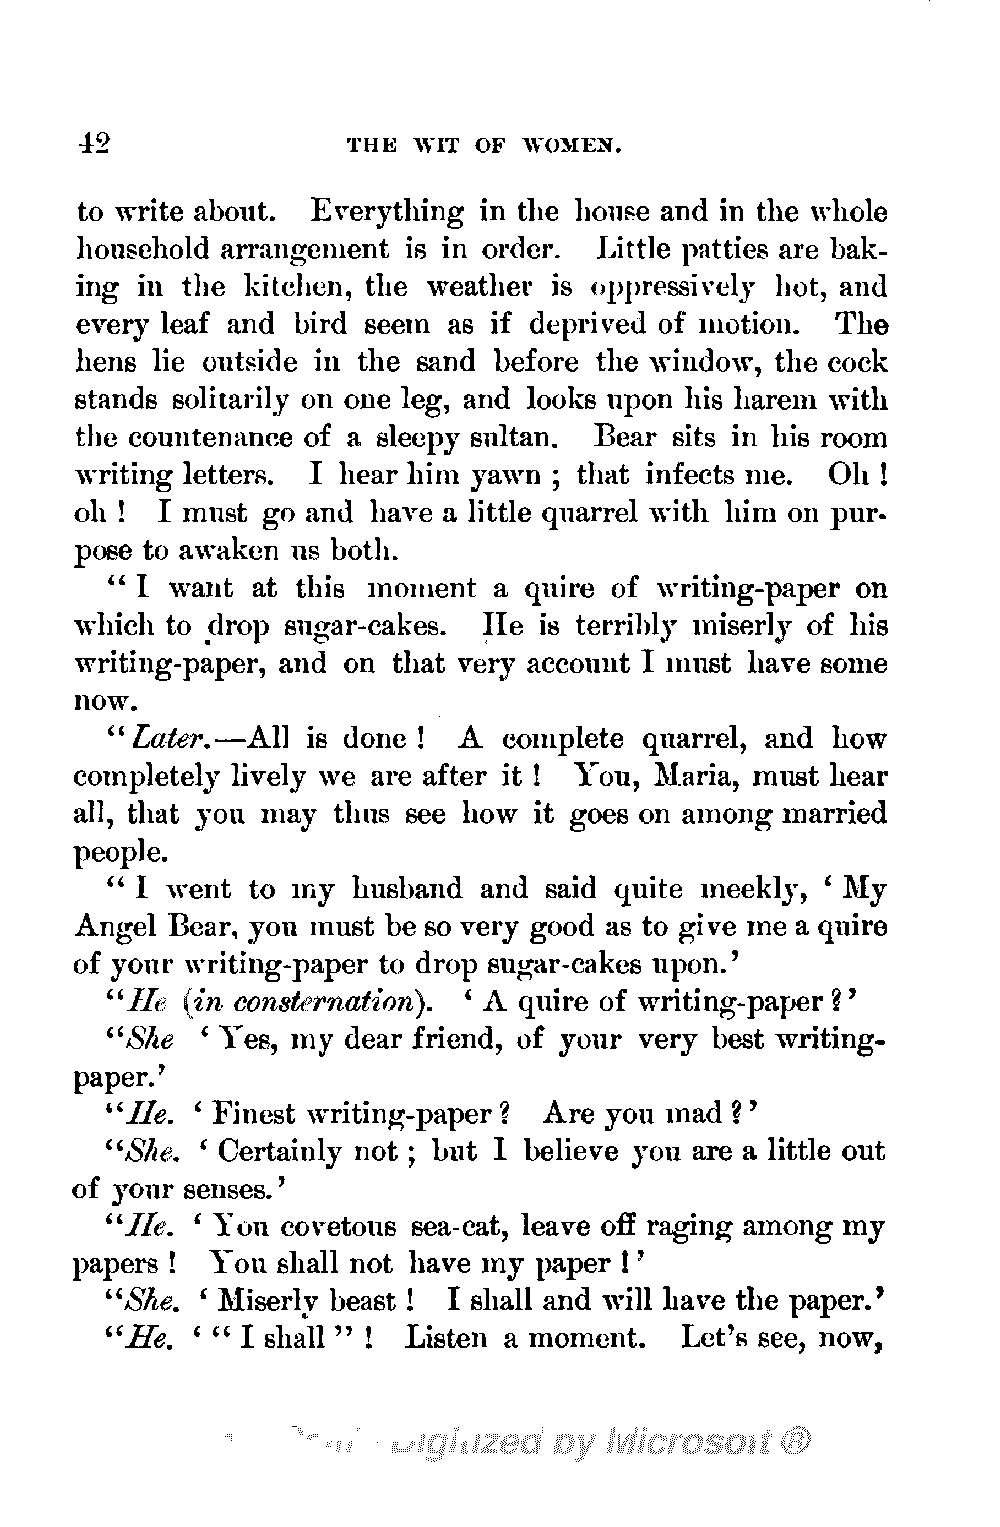 42 THE WIT OF WOMEN.
to write about. Everything in the house and in the whole
household arrangement is in order. Little patties are bak-
ing in the kitchen, the weather is oppressively hot, and
every leaf and bird seem as if deprived of motion. The
hens lie outside in the sand before the window, the cock
stands solitarily on one leg, and looks upon his harem with
the countenance of a sleepy sultan. Bear sits in his room
writing letters. I hear him yawn ; that infects me. Oh !
oh ! I must go and have a little quarrel with him on pur-
pose to awaken us both.
“ I want at this moment a quire of writing-paper on
which to drop sugar-cakes. He is terribly miserly of his
writing-paper, and on that very account I must have some
now.
“ Later.—All is done ! A complete quarrel, and how
completely lively we are after it ! You, Maria, must hear
all, that you may thus see how it goes on among married
people.
“ I went to my husband and said quite meekly, ‘ My
Angel Bear, you must be so very good as to give me a quire
of your writing-paper to drop sugar-cakes upon.’
“He (in consternation). ‘ A quire of writing-paper ?’
“She ‘ Yes, my dear friend, of your very best writing-
paper.’
“He. ‘ Finest writing-paper ? Are you mad ?’
“She. ‘ Certainly not ; but I believe you are a little out
of your senses.’
“He. ‘ You covetous sea-cat, leave off raging among my
papers ! You shall not have my paper !’
“She. ‘ Miserly beast ! I shall and will have the paper.’
“He. ‘ “ I shall ” ! Listen a moment. Let’s see, now,
Digitized by Microsoft ®